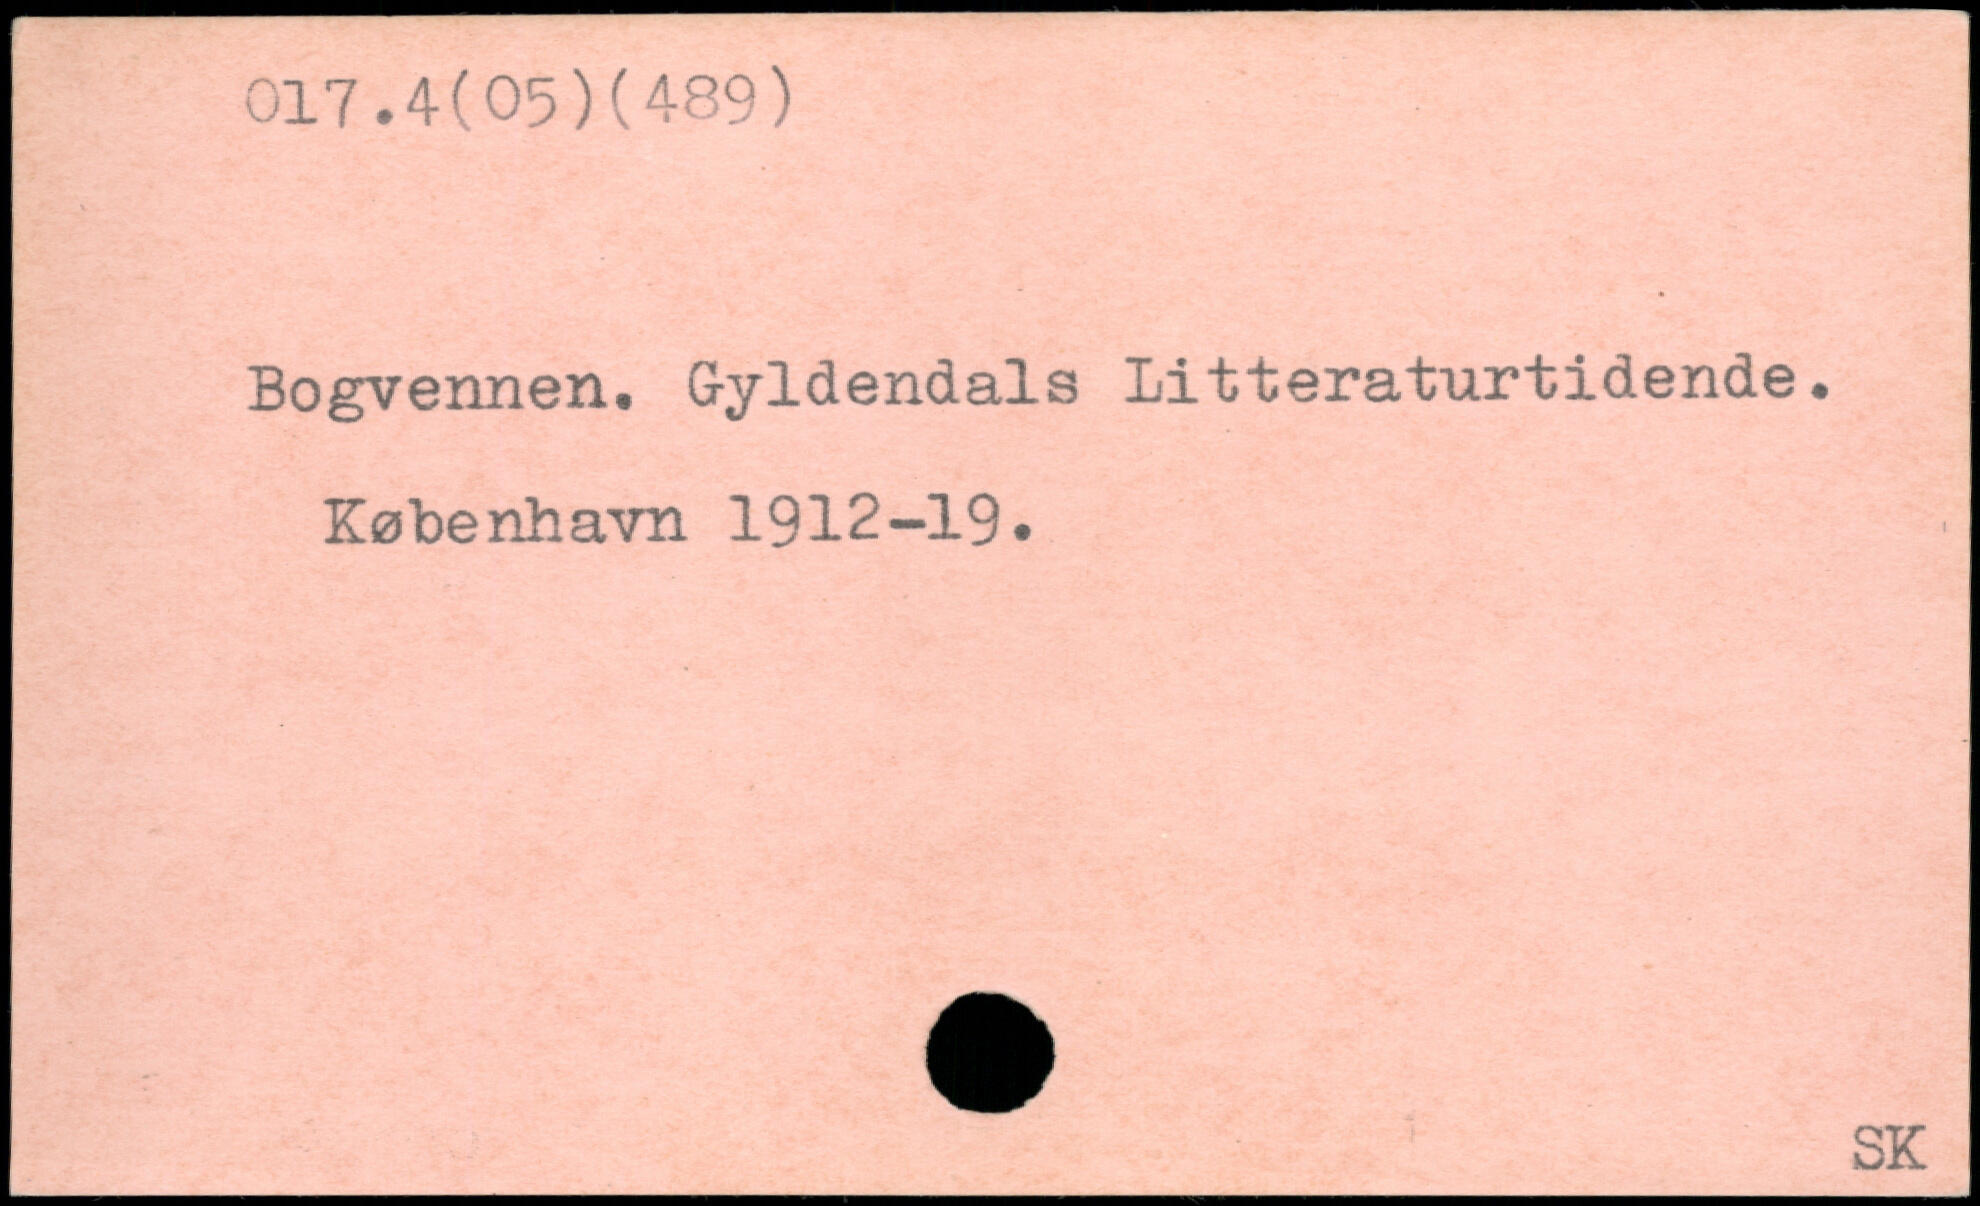 017.4(05)(489)
Bogvennen. Gyldendals Litteraturtidende.
København 1912-19.
SK